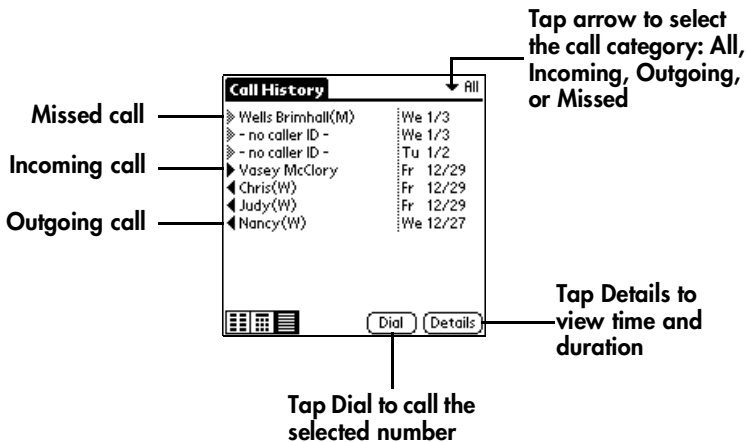 Tap arrow to select
the call category: All,
Incoming, Outgoing,
or Missed
Call History
All
Missed call
Wells Brimhall(M) We 1/3
- no caller ID - We 1/3
- no caller ID - Tu 1/2
Incoming call
Vasey McClory Fr 12/29
Chris(W) Fr 12/29
Judy(W) Fr 12/29
Outgoing call
Nancy(W) We 12/27
Dial
Details
Tap Details to
view time and
duration
Tap Dial to call the
selected number